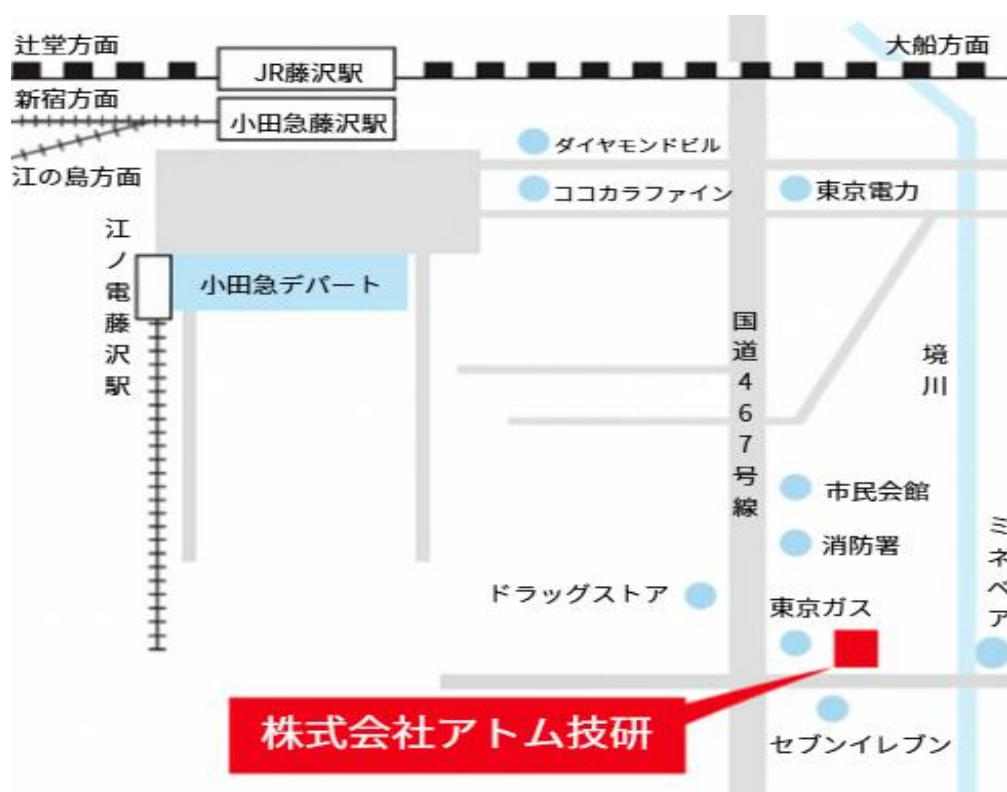 辻堂方面
JR藤沢駅
大船方面
新宿方面
小田急藤沢駅
江の島方面
ダイヤモンドビル
ココカラファイン
東京電力
江ノ電藤沢駅
小田急デパート
国道467号線
境川
市民会館
消防署
ミネベア
ドラッグストア
東京ガス
株式会社アトム技研
セブンイレブン